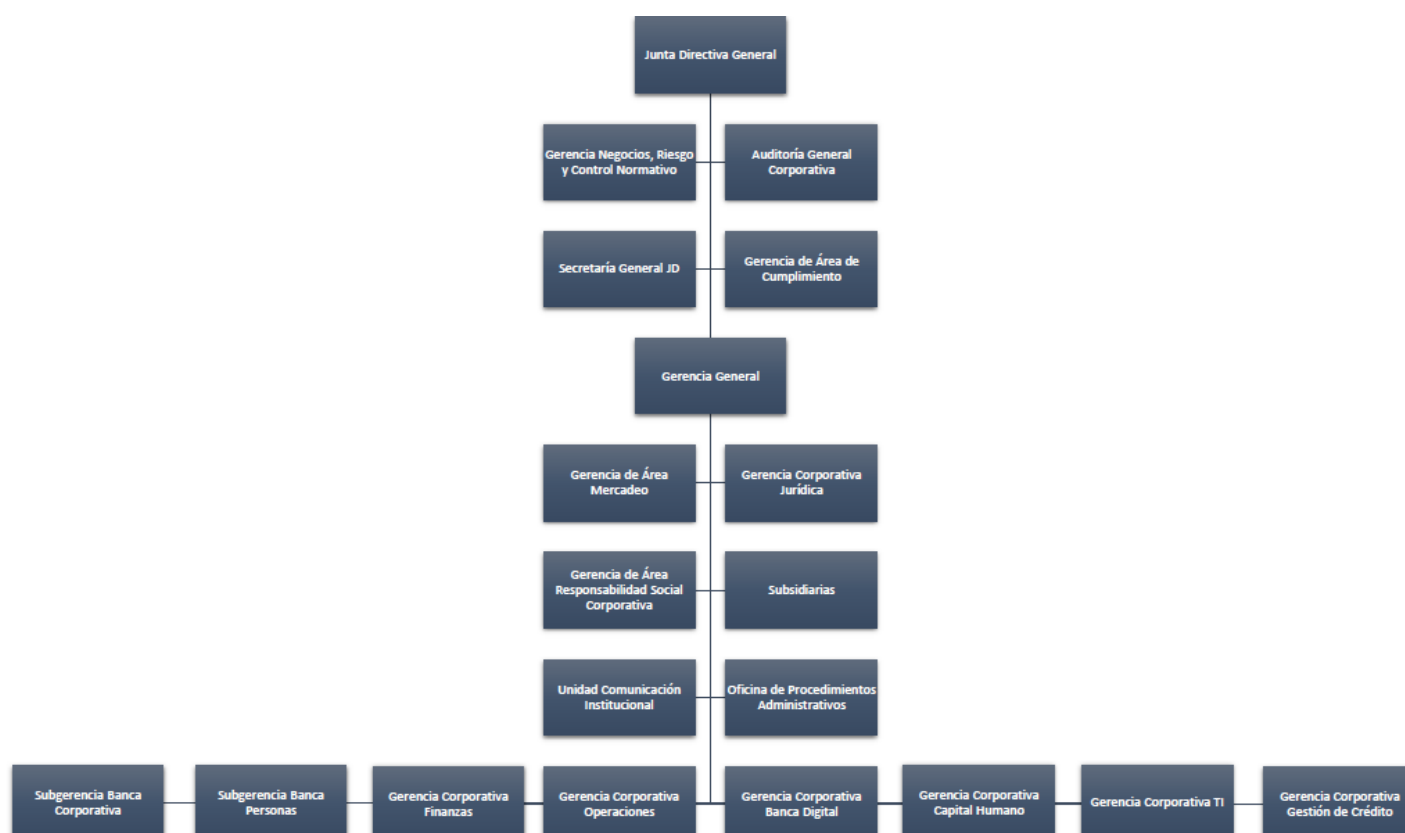 Junta Directiva General
Gerencia Negocios, Riesgo
y Control Normativo
Auditoría General
Corporativa
Secretaría General JD
Gerencia de Área de
Cumplimiento
Gerencia General
Gerencia de Área
Mercadeo
Gerencia Corporativa
Jurídica
Gerencia de Área
Responsabilidad Social
Corporativa
Subsidiarias
Unidad Comunicación
Institucional
Oficina de Procedimientos
Administrativos
Subgerencia Banca
Corporativa
Subgerencia Banca
Personas
Gerencia Corporativa
Finanzas
Gerencia Corporativa
Operaciones
Gerencia Corporativa
Banca Digital
Gerencia Corporativa
Capital Humano
Gerencia Corporativa TI
Gerencia Corporativa
Gestión de Crédito